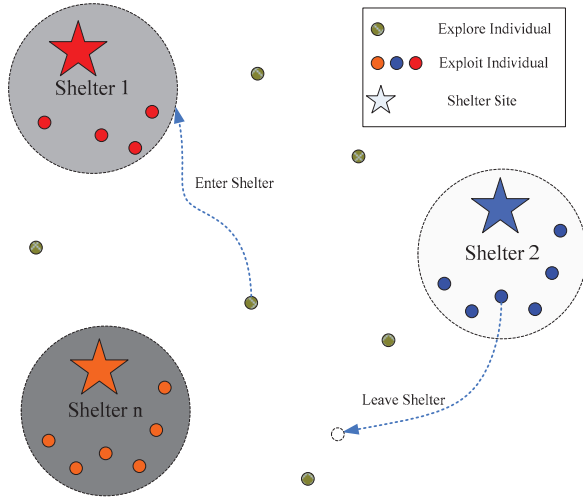 Shelter 1
Explore Individual
Exploit Individual
Shelter Site
Enter Shelter
Shelter 2
Shelter n
Leave Shelter